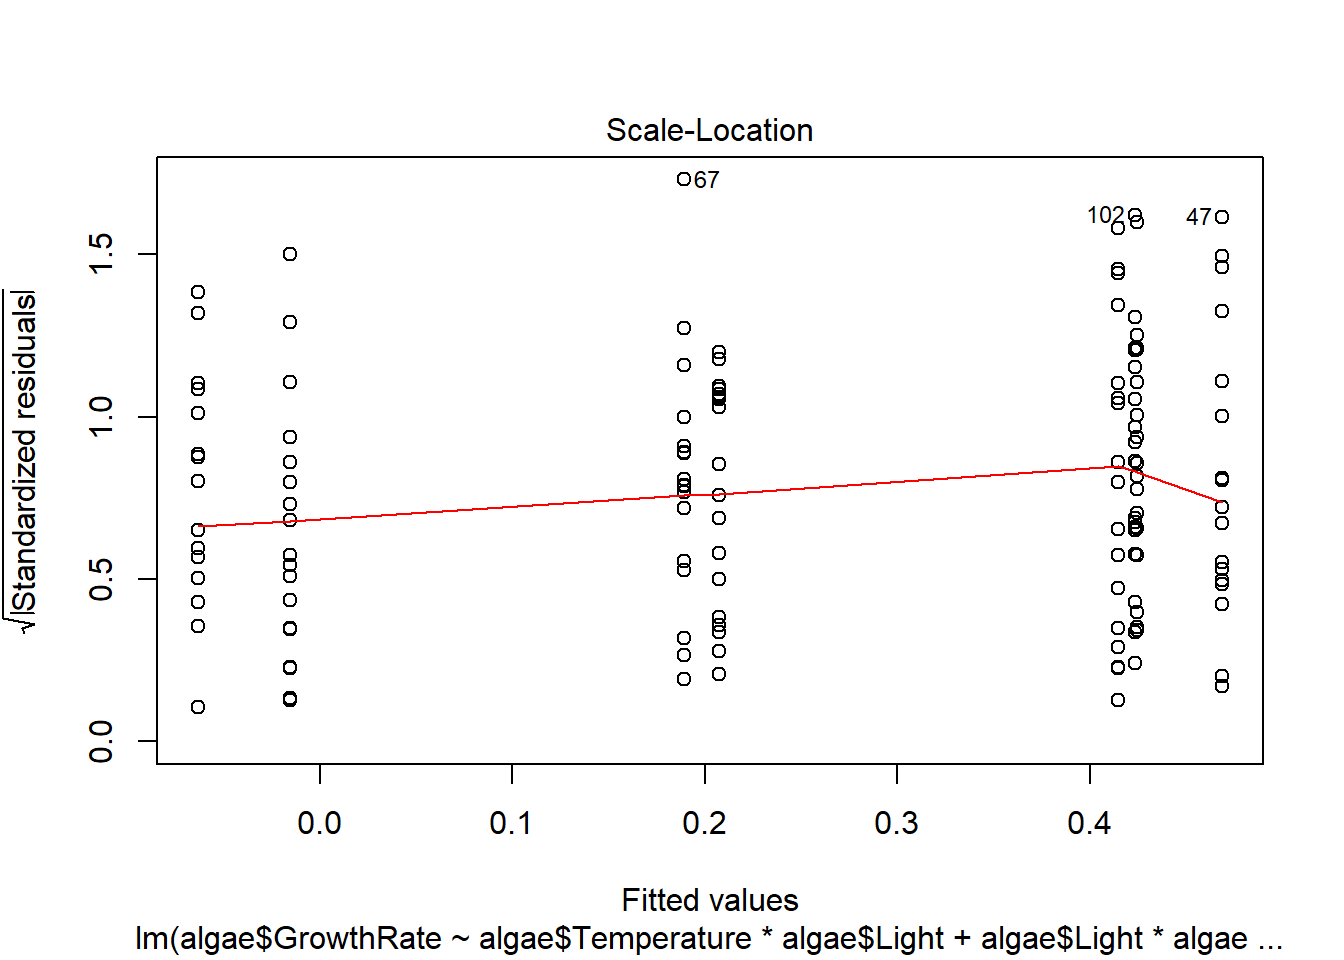 Scale-Location
67
102
47
√|Standardized residuals|
1.5
1.0
0.5
0.0
0.0 0.1 0.2 0.3 0.4
Fitted values
lm(algae$GrowthRate ~ algae$Temperature * algae$Light + algae$Light * algae ...